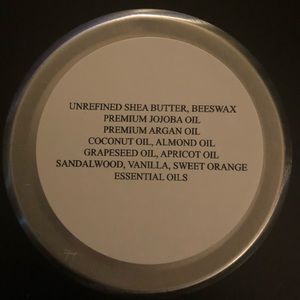 UNREFINED SHEA BUTTER, BEESWAX
PREMIUM JOJOBA OIL
PREMIUM ARGAN OIL
COCONUT OIL, ALMOND OIL
GRAPESEED OIL, APRICOT OIL
SANDALWOOD, VANILLA, SWEET ORANGE
ESSENTIAL OILS